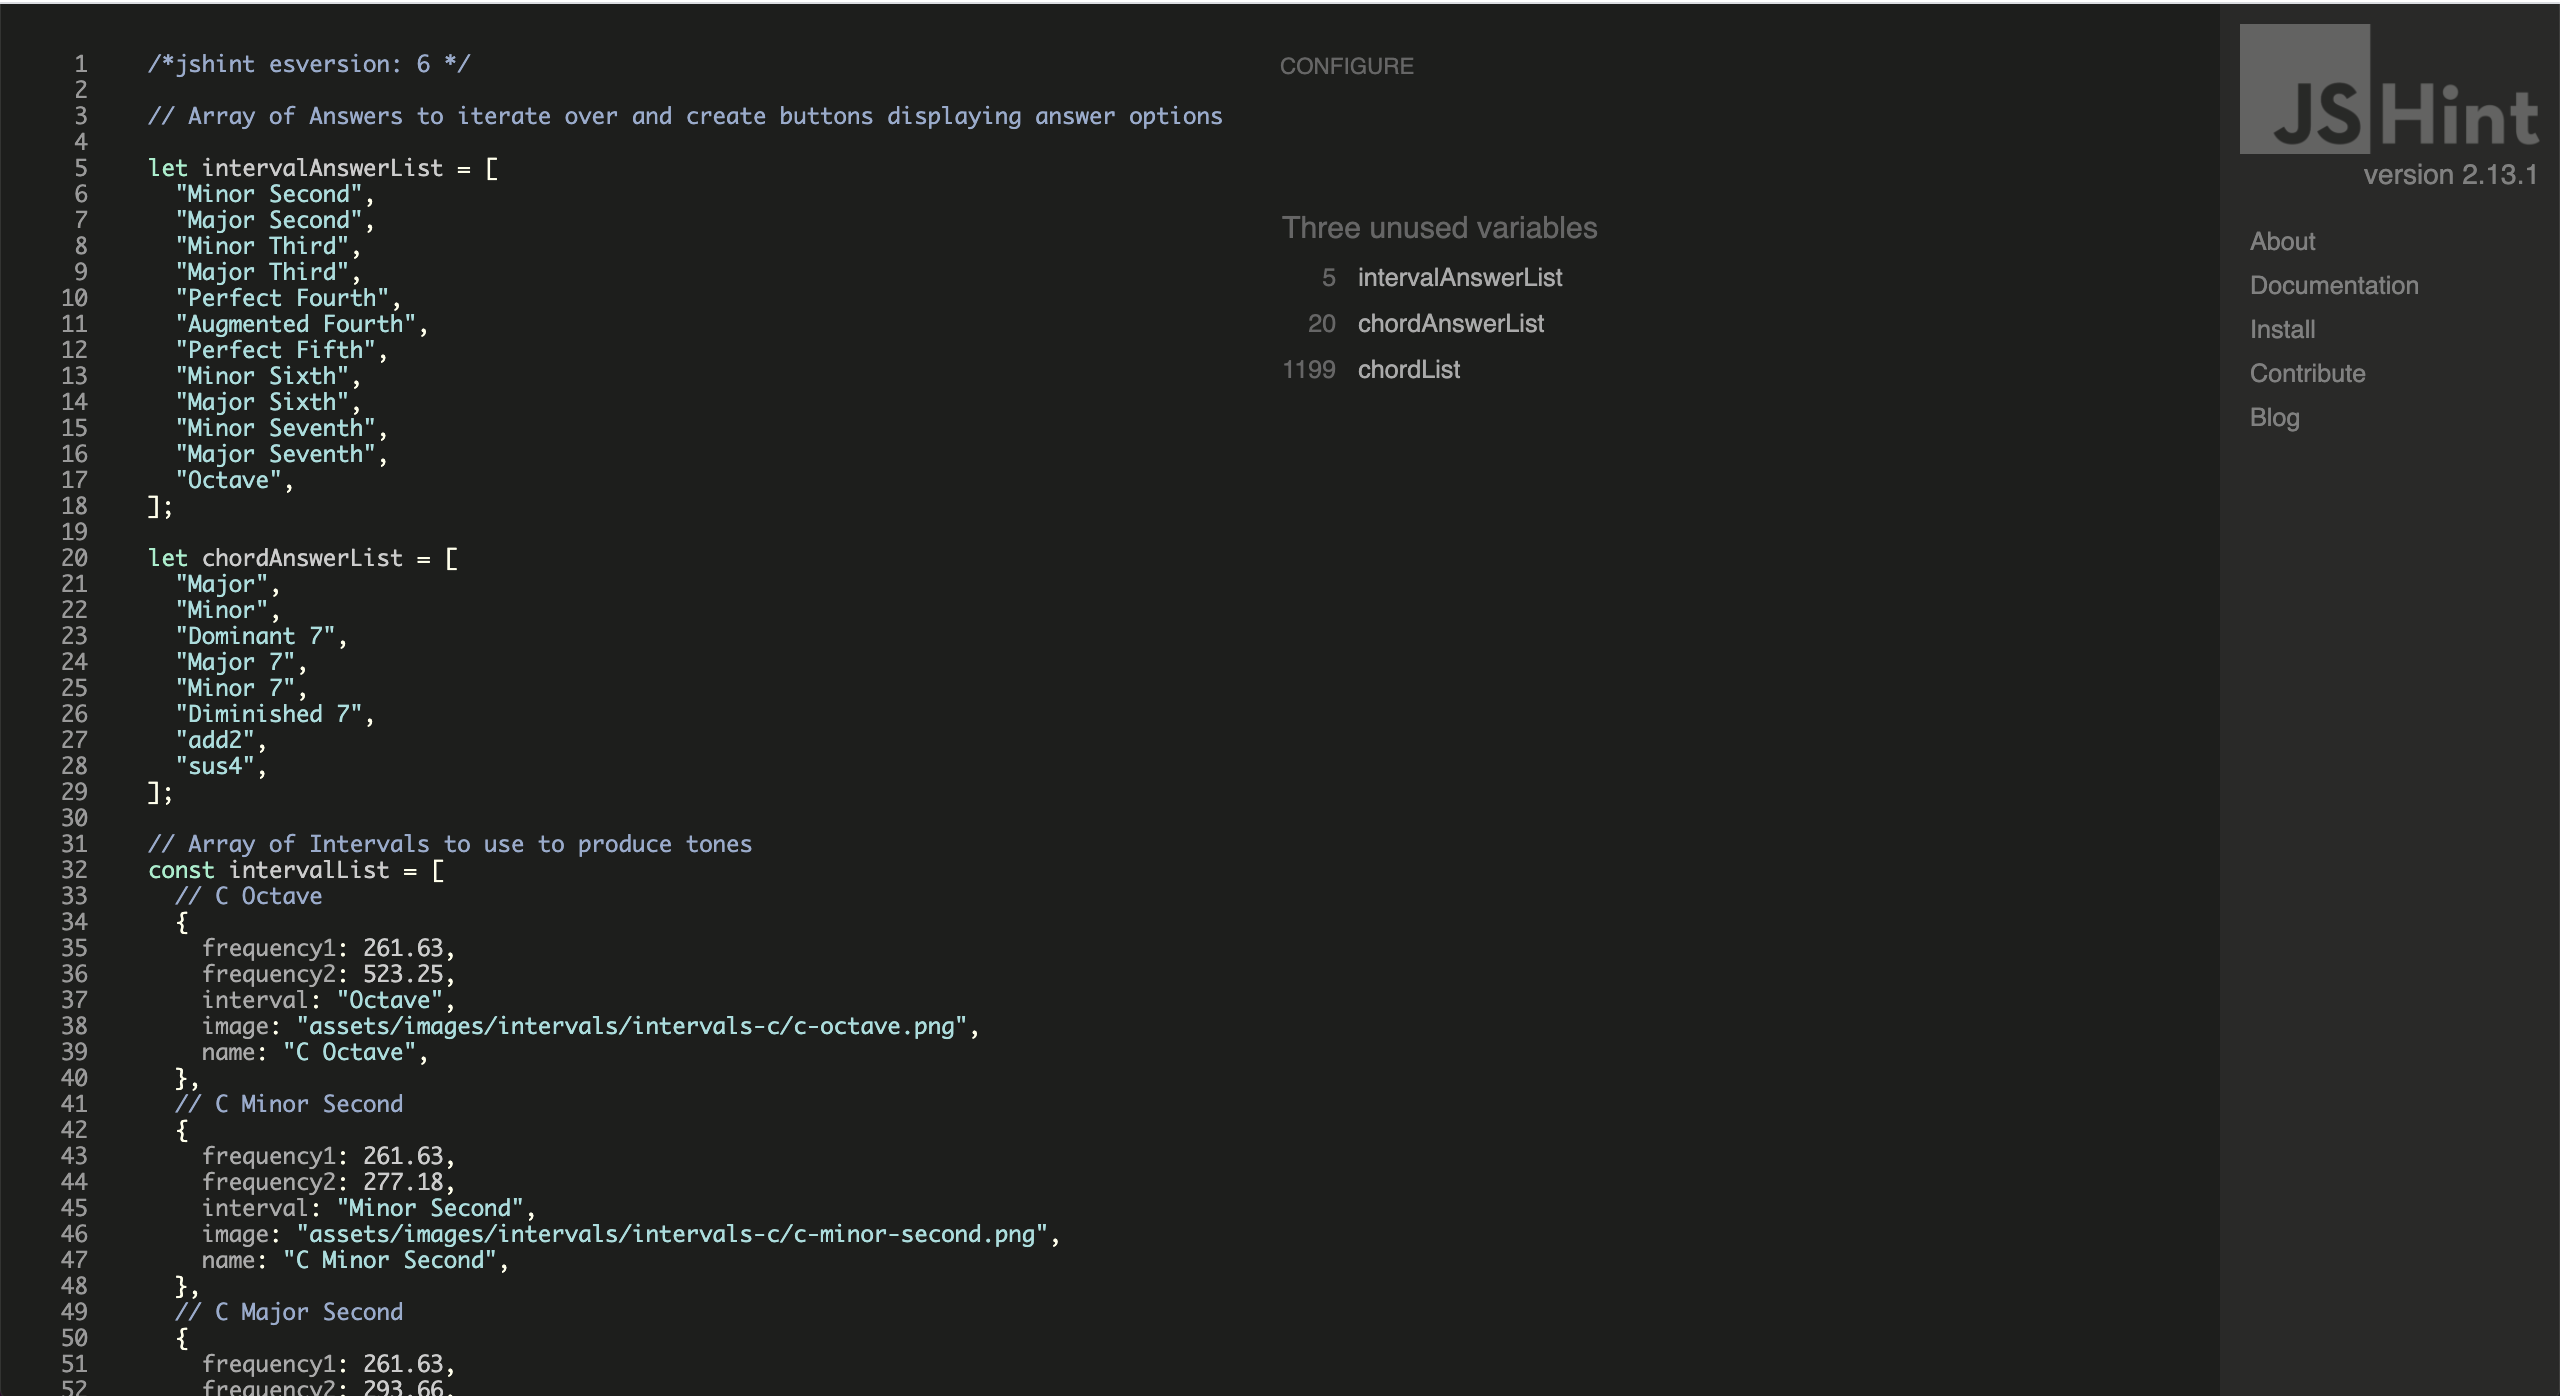 1 /*jshint esversion: 6 */
2
3 // Array of Answers to iterate over and create buttons displaying answer options
4
5 let intervalAnswerList = [
6 "Minor Second",
7 "Major Second",
8 "Minor Third",
9 "Major Third",
10 "Perfect Fourth",
11 "Augmented Fourth",
12 "Perfect Fifth",
13 "Minor Sixth",
14 "Major Sixth",
15 "Minor Seventh",
16 "Major Seventh",
17 "Octave",
18 ];
19
20 let chordAnswerList = [
21 "Major",
22 "Minor",
23 "Dominant 7",
24 "Major 7",
25 "Minor 7",
26 "Diminished 7",
27 "add2",
28 "sus4",
29 ];
30
31 // Array of Intervals to use to produce tones
32 const intervalList = [
33 // C Octave
34 {
35 frequency1: 261.63,
36 frequency2: 523.25,
37 interval: "Octave",
38 image: "assets/images/intervals/intervals-c/c-octave.png",
39 name: "C Octave",
40 },
41 // C Minor Second
42 {
43 frequency1: 261.63,
44 frequency2: 277.18,
45 interval: "Minor Second",
46 image: "assets/images/intervals/intervals-c/c-minor-second.png",
47 name: "C Minor Second",
48 },
49 // C Major Second
50 {
51 frequency1: 261.63,
52 frequency2: 293.66,
CONFIGURE
Three unused variables
5 intervalAnswerList
20 chordAnswerList
1199 chordList
JSHint
version 2.13.1
About
Documentation
Install
Contribute
Blog